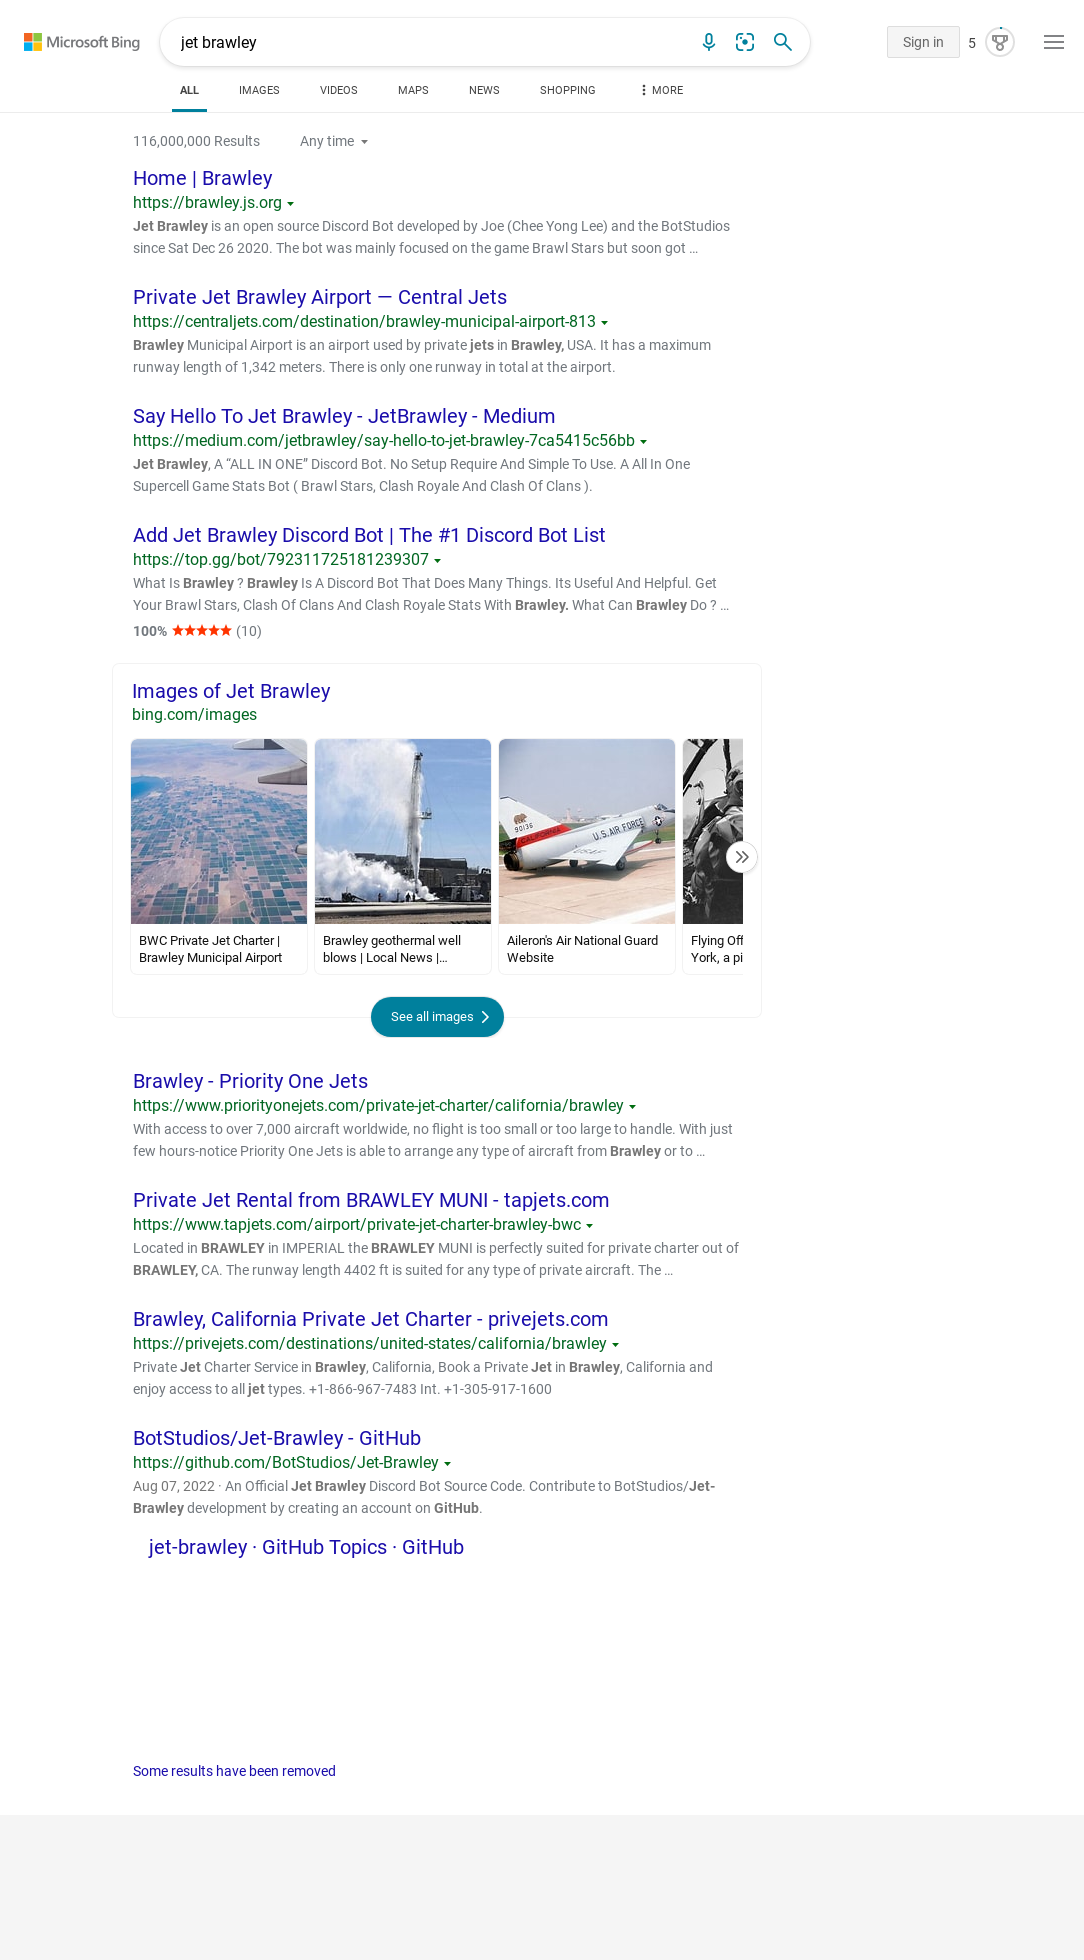 Microsoft Bing
jet brawley
Sign in
5
ALL
IMAGES
VIDEOS
MAPS
NEWS
SHOPPING
MORE
116,000,000 Results
Any time
Home | Brawley
https://brawley.js.org
Jet Brawley is an open source Discord Bot developed by Joe (Chee Yong Lee) and the BotStudios
since Sat Dec 26 2020. The bot was mainly focused on the game Brawl Stars but soon got …
Private Jet Brawley Airport — Central Jets
https://centraljets.com/destination/brawley-municipal-airport-813
Brawley Municipal Airport is an airport used by private jets in Brawley, USA. It has a maximum
runway length of 1,342 meters. There is only one runway in total at the airport.
Say Hello To Jet Brawley - JetBrawley - Medium
https://medium.com/jetbrawley/say-hello-to-jet-brawley-7ca5415c56bb
Jet Brawley, A “ALL IN ONE” Discord Bot. No Setup Require And Simple To Use. A All In One
Supercell Game Stats Bot ( Brawl Stars, Clash Royale And Clash Of Clans ).
Add Jet Brawley Discord Bot | The #1 Discord Bot List
https://top.gg/bot/792311725181239307
What Is Brawley ? Brawley Is A Discord Bot That Does Many Things. Its Useful And Helpful. Get
Your Brawl Stars, Clash Of Clans And Clash Royale Stats With Brawley. What Can Brawley Do ? …
100% ★★★★★ (10)
Images of Jet Brawley
bing.com/images
90136
CALIFORNIA
U.S. AIR FORCE
BWC Private Jet Charter |
Brawley Municipal Airport
Brawley geothermal well
blows | Local News |...
Aileron's Air National Guard
Website
Flying Off
York, a pi
See all images
Brawley - Priority One Jets
https://www.priorityonejets.com/private-jet-charter/california/brawley
With access to over 7,000 aircraft worldwide, no flight is too small or too large to handle. With just
few hours-notice Priority One Jets is able to arrange any type of aircraft from Brawley or to …
Private Jet Rental from BRAWLEY MUNI - tapjets.com
https://www.tapjets.com/airport/private-jet-charter-brawley-bwc
Located in BRAWLEY in IMPERIAL the BRAWLEY MUNI is perfectly suited for private charter out of
BRAWLEY, CA. The runway length 4402 ft is suited for any type of private aircraft. The …
Brawley, California Private Jet Charter - privejets.com
https://privejets.com/destinations/united-states/california/brawley
Private Jet Charter Service in Brawley, California, Book a Private Jet in Brawley, California and
enjoy access to all jet types. +1-866-967-7483 Int. +1-305-917-1600
BotStudios/Jet-Brawley - GitHub
https://github.com/BotStudios/Jet-Brawley
Aug 07, 2022 · An Official Jet Brawley Discord Bot Source Code. Contribute to BotStudios/Jet-
Brawley development by creating an account on GitHub.
jet-brawley · GitHub Topics · GitHub
Some results have been removed